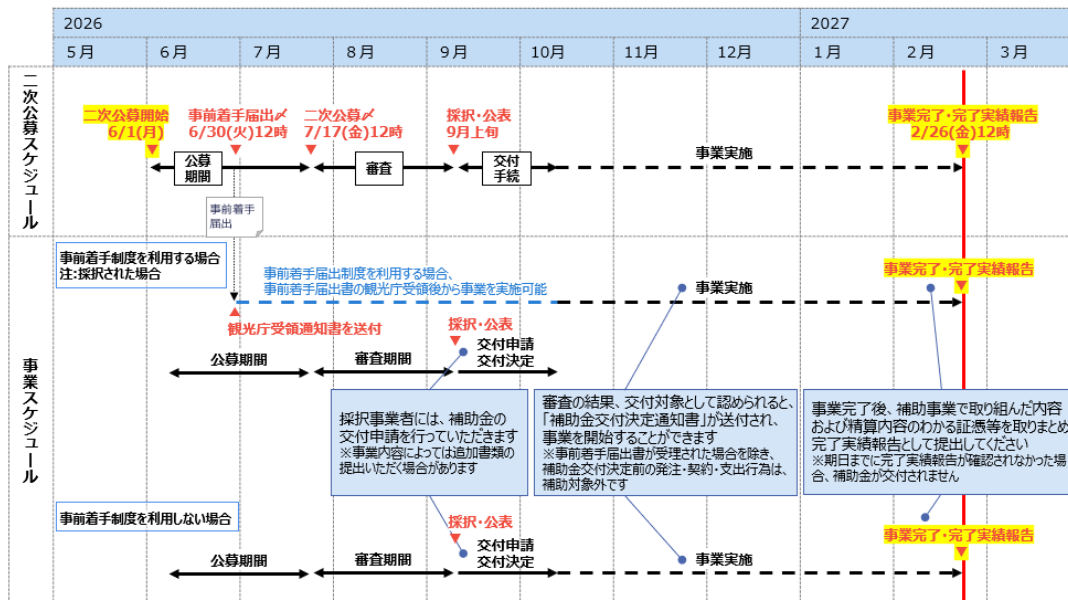 2026
2027
5月
6月
7月
8月
9月
10月
11月
12月
1月
2月
3月
二次公募スケジュール
二次公募開始
6/1(月)
事前着手届出〆
6/30(火)12時
二次公募〆
7/17(金)12時
採択・公表
9月上旬
事業完了・完了実績報告
2/26(金)12時
公募
期間
審査
交付
手続
事業実施
事前着手
届出
事業スケジュール
事前着手制度を利用する場合
注:採択された場合
事前着手届出制度を利用する場合、
事前着手届出書の観光庁受領後から事業を実施可能
事業実施
事業完了・完了実績報告
観光庁受領通知書を送付
採択・公表
公募期間
審査期間
交付申請
交付決定
採択事業者には、補助金の
交付申請を行っていただきます
※事業内容によっては追加書類の
提出いただく場合があります
審査の結果、交付対象として認められると、
「補助金交付決定通知書」が送付され、
事業を開始することができます
※事前着手届出書が受理された場合を除き、
補助金交付決定前の発注・契約・支出行為は、
補助対象外です
事業完了後、補助事業で取り組んだ内容
および精算内容のわかる証憑等を取りまとめ
完了実績報告として提出してください
※期日までに完了実績報告が確認されなかった場
合、補助金が交付されません
事前着手制度を利用しない場合
採択・公表
事業完了・完了実績報告
公募期間
審査期間
交付申請
交付決定
事業実施